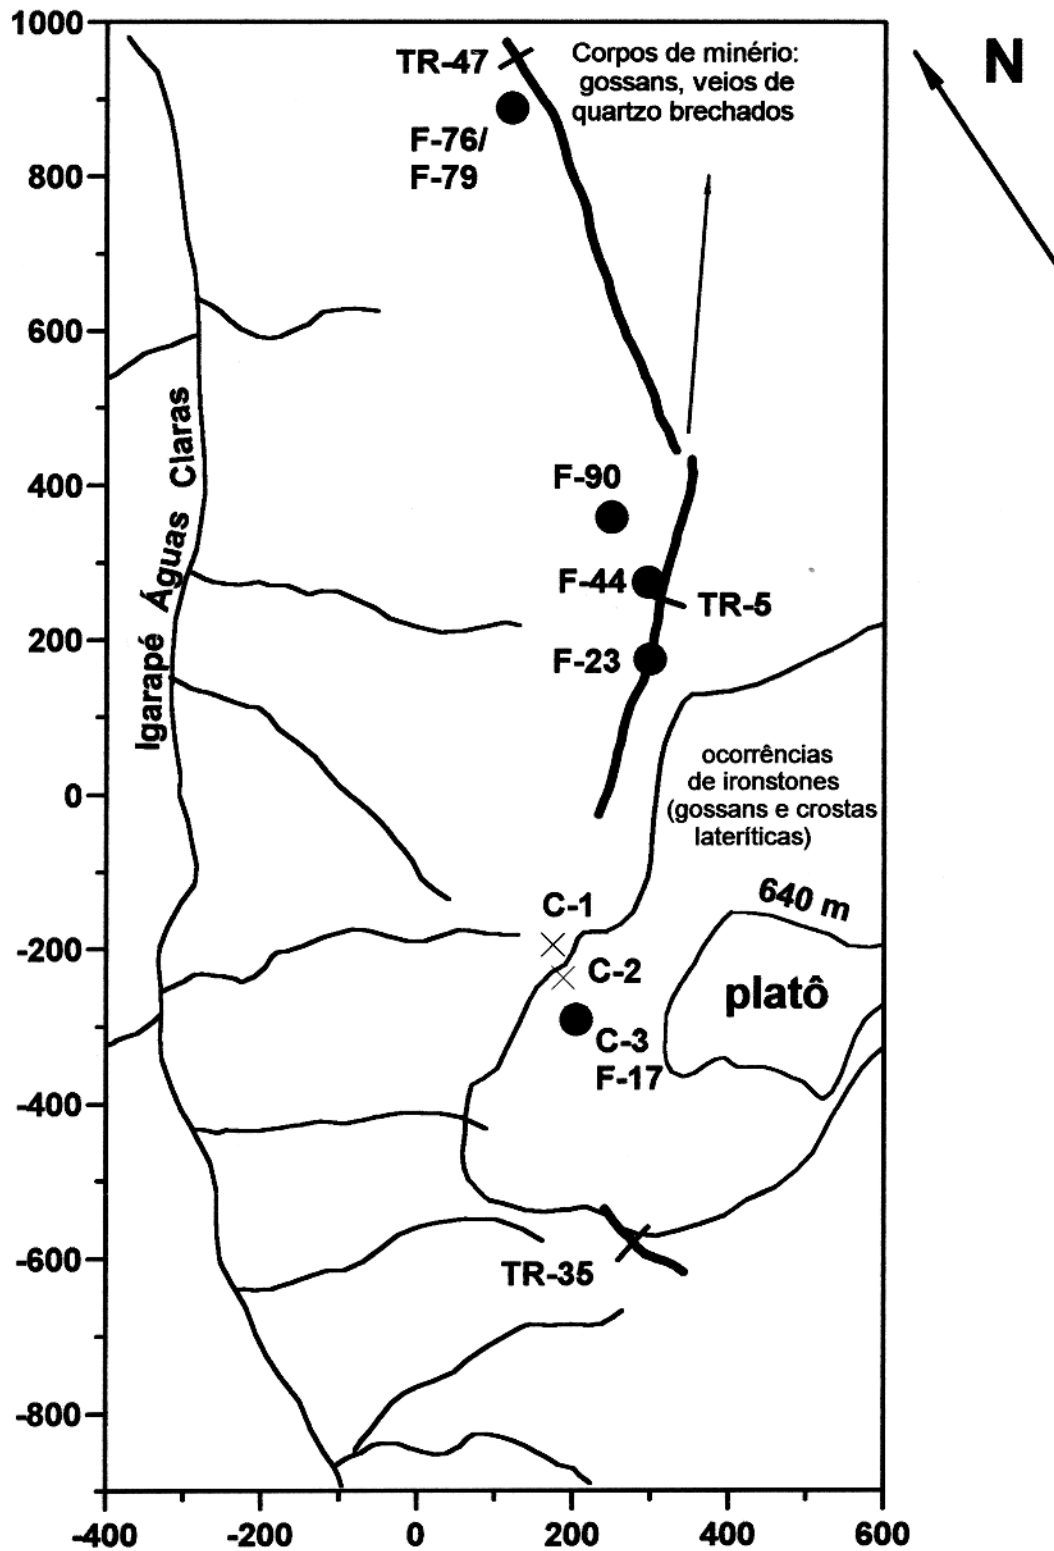 1000
800
600
400
200
0
-200
-400
-600
-800
-400
-200
0
200
400
600
N
TR-47
Corpos de minério:
gossans, veios de
quartzo brechados
F-76/
F-79
Igarapé Águas Claras
F-90
F-44
TR-5
F-23
ocorrências
de ironstones
(gossans e crostas
lateríticas)
C-1
640 m
C-2
platô
C-3
F-17
TR-35